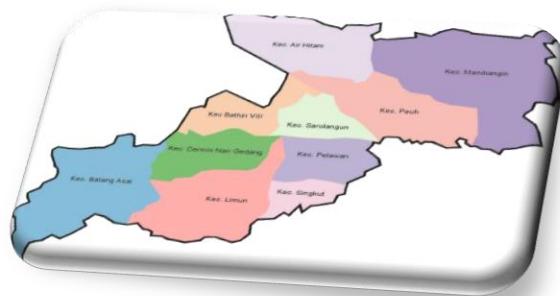 Kec. Air Hitam
Kec. Mandiangin
Kec. Pauh
Kec Bathin VIII
Kec. Sarolangun
Kec. Cermin Nan Gedang
Kec. Pelawan
Kec. Batang Asai
Kec. Limun
Kec. Singkut